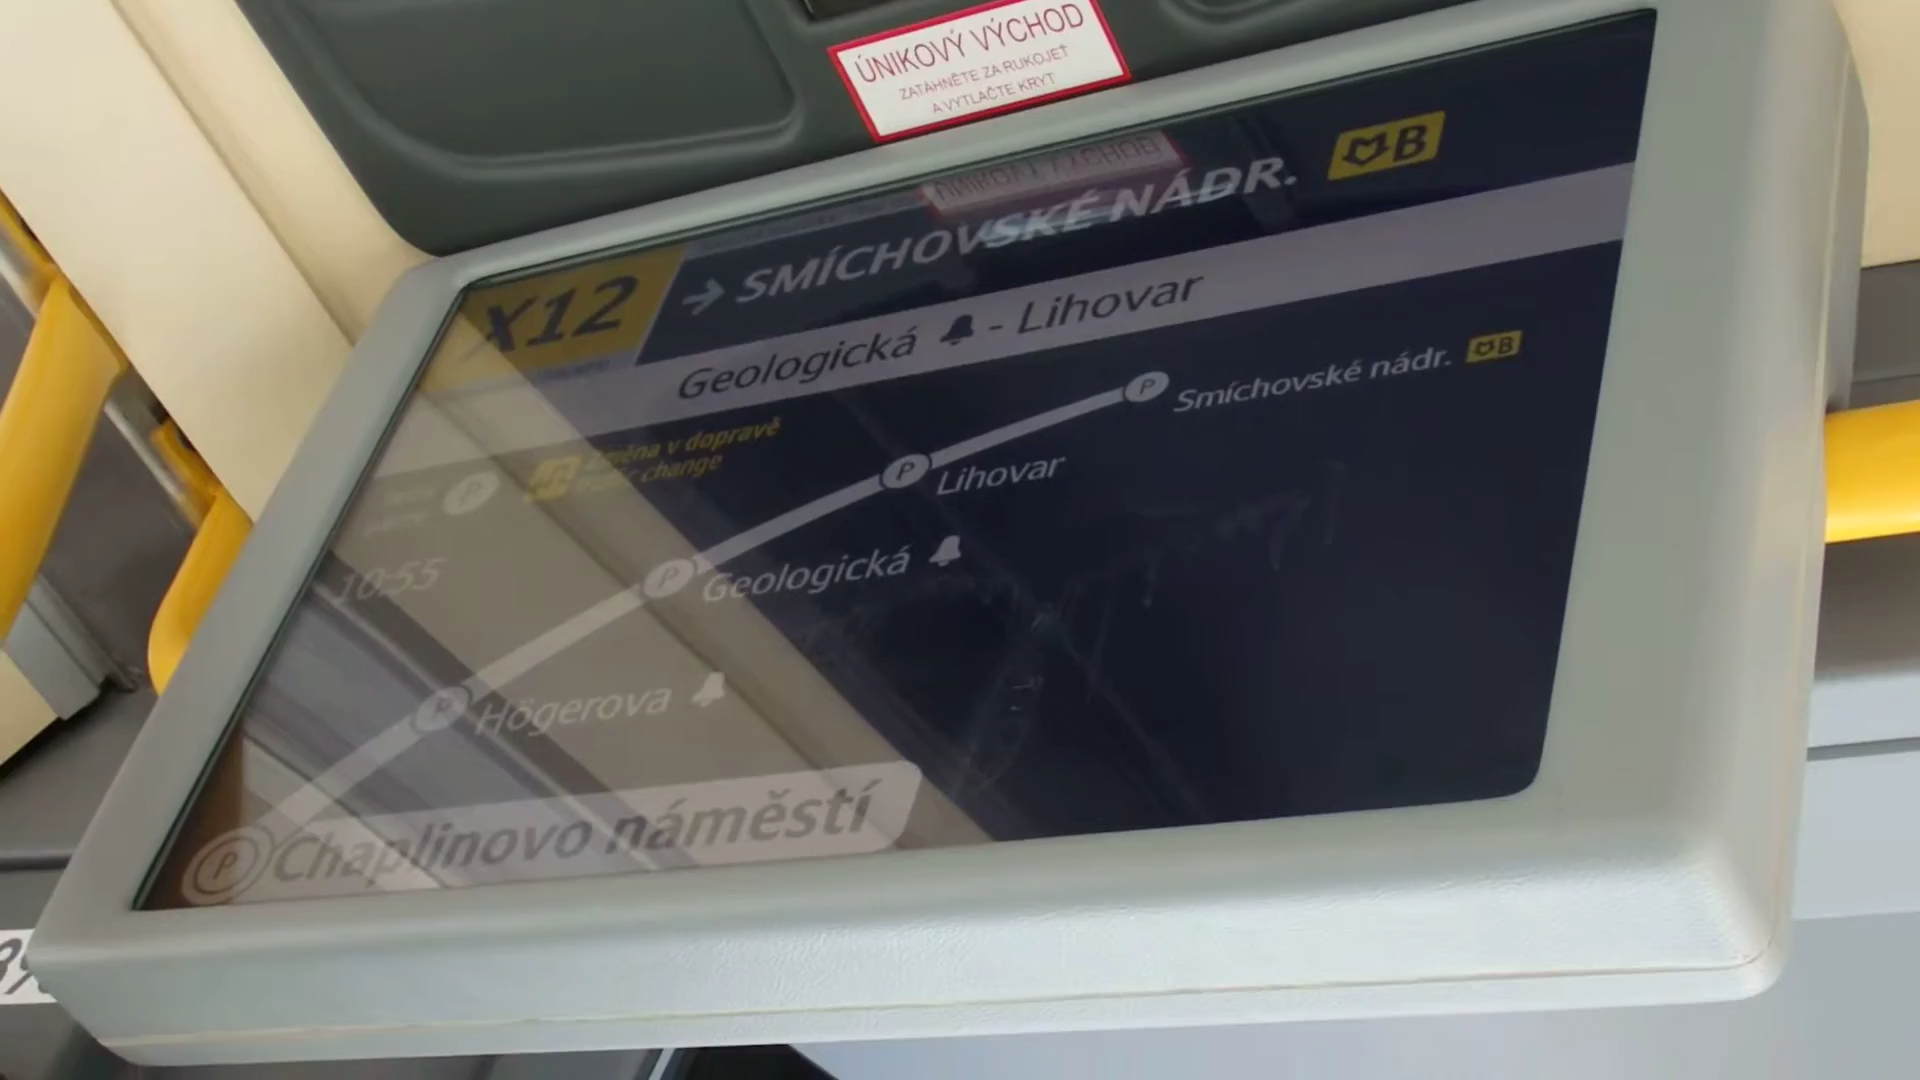 ÚNIKOVÝ VÝCHOD
ZATÁHNĚTE ZA RUKOJEŤ
A VYTLAČTE KRYT
X12 → SMÍCHOVSKÉ NÁDR. B
Geologická - Lihovar
Změna v dopravě
change
10:55
P Smíchovské nádr. B
P Lihovar
P Geologická
P Högerova
P Chaplinovo náměstí